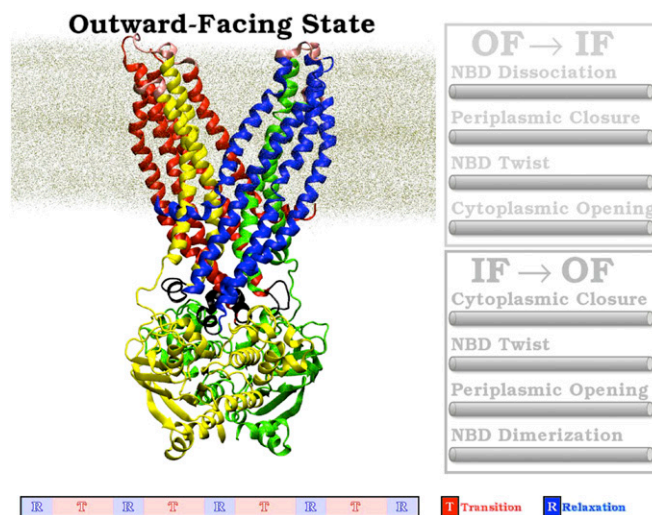 Outward-Facing State
OF → IF
NBD Dissociation
Periplasmic Closure
NBD Twist
Cytoplasmic Opening
IF → OF
Cytoplasmic Closure
NBD Twist
Periplasmic Opening
NBD Dimerization
R T R T R T R T R
T Transition R Relaxation